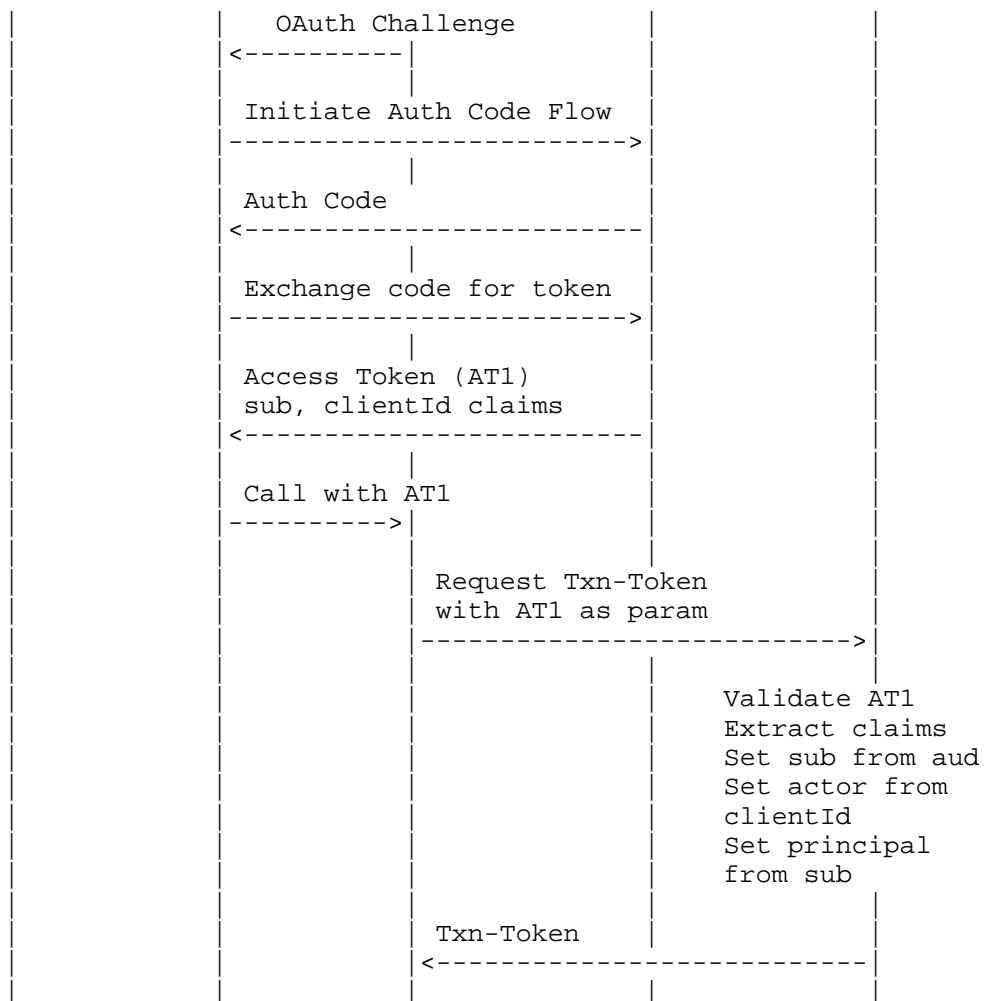 OAuth Challenge
Initiate Auth Code Flow
Auth Code
Exchange code for token
Access Token (AT1)
sub, clientId claims
Call with AT1
Request Txn-Token
with AT1 as param
Validate AT1
Extract claims
Set sub from aud
Set actor from
clientId
Set principal
from sub
Txn-Token